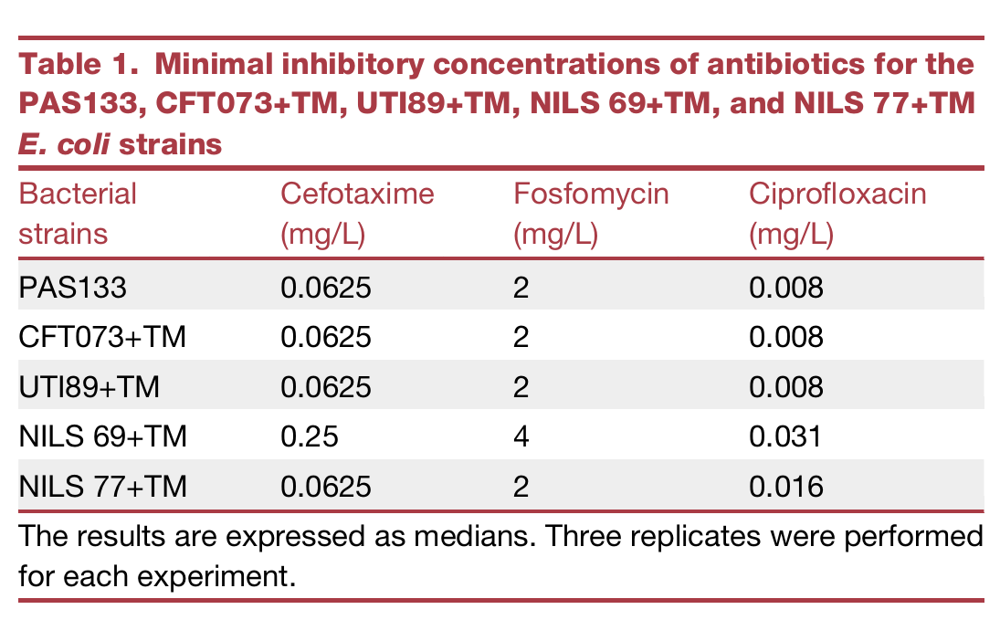 Table 1. Minimal inhibitory concentrations of antibiotics for the
PAS133, CFT073+TM, UTI89+TM, NILS 69+TM, and NILS 77+TM
E. coli strains
Bacterial strains Cefotaxime (mg/L) Fosfomycin (mg/L) Ciprofloxacin (mg/L)
PAS133 0.0625 2 0.008
CFT073+TM 0.0625 2 0.008
UTI89+TM 0.0625 2 0.008
NILS 69+TM 0.25 4 0.031
NILS 77+TM 0.0625 2 0.016
The results are expressed as medians. Three replicates were performed
for each experiment.